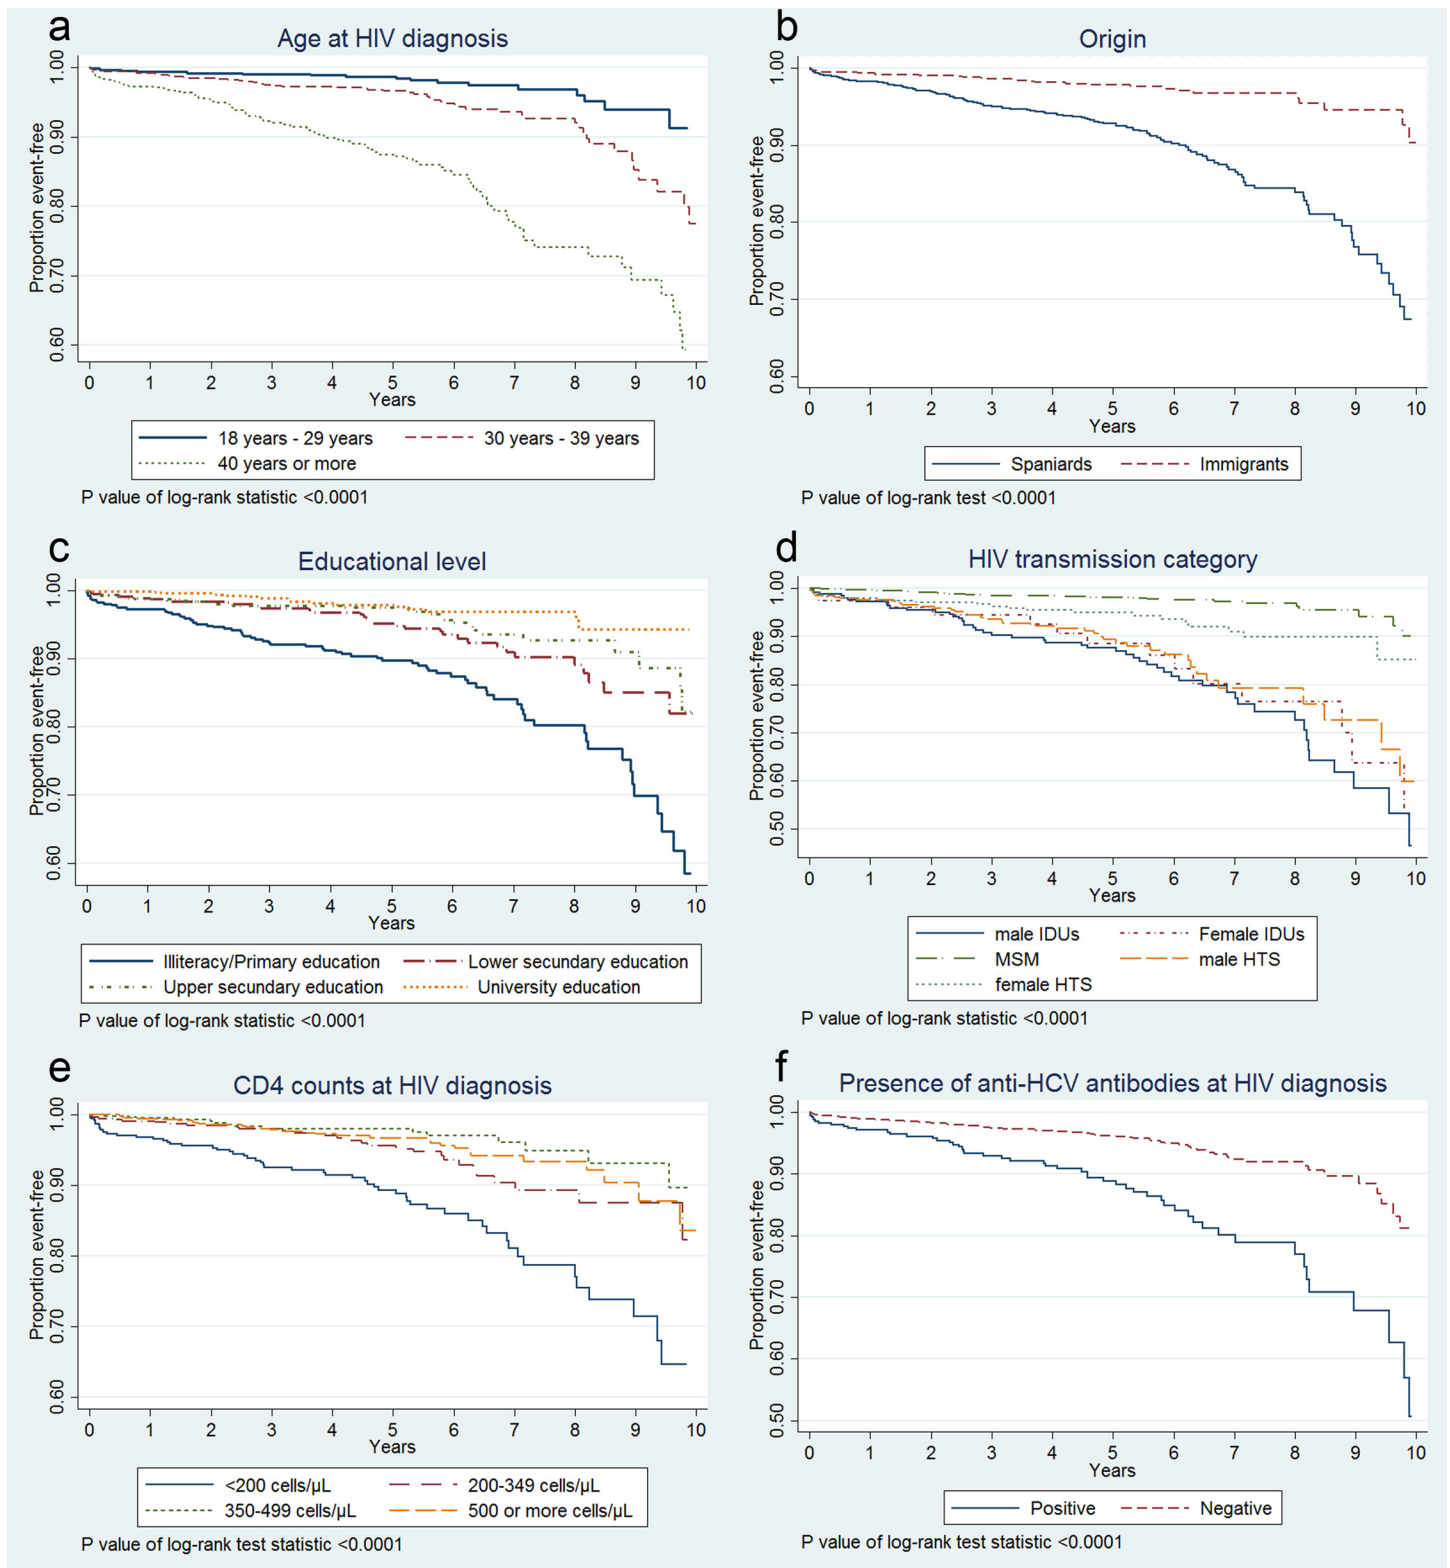 a
Age at HIV diagnosis
Proportion event-free
1.00
0.90
0.80
0.70
0.60
0 1 2 3 4 5 6 7 8 9 10
Years
18 years - 29 years 30 years - 39 years
40 years or more
P value of log-rank statistic <0.0001
b
Origin
Proportion event-free
1.00
0.90
0.80
0.70
0.60
0 1 2 3 4 5 6 7 8 9 10
Years
Spaniards Immigrants
P value of log-rank test <0.0001
c
Educational level
Proportion event-free
1.00
0.90
0.80
0.70
0.60
0 1 2 3 4 5 6 7 8 9 10
Years
Illiteracy/Primary education Lower secondary education
Upper secondary education University education
P value of log-rank statistic <0.0001
d
HIV transmission category
Proportion event-free
1.00
0.90
0.80
0.70
0.60
0.50
0 1 2 3 4 5 6 7 8 9 10
Years
male IDUs Female IDUs
MSM male HTS
female HTS
P value of log-rank statistic <0.0001
e
CD4 counts at HIV diagnosis
Proportion event-free
1.00
0.90
0.80
0.70
0.60
0 1 2 3 4 5 6 7 8 9 10
Years
<200 cells/µL 200-349 cells/µL
350-499 cells/µL 500 or more cells/µL
P value of log-rank test statistic <0.0001
f
Presence of anti-HCV antibodies at HIV diagnosis
Proportion event-free
1.00
0.90
0.80
0.70
0.60
0.50
0 1 2 3 4 5 6 7 8 9 10
Years
Positive Negative
P value of log-rank test statistic <0.0001